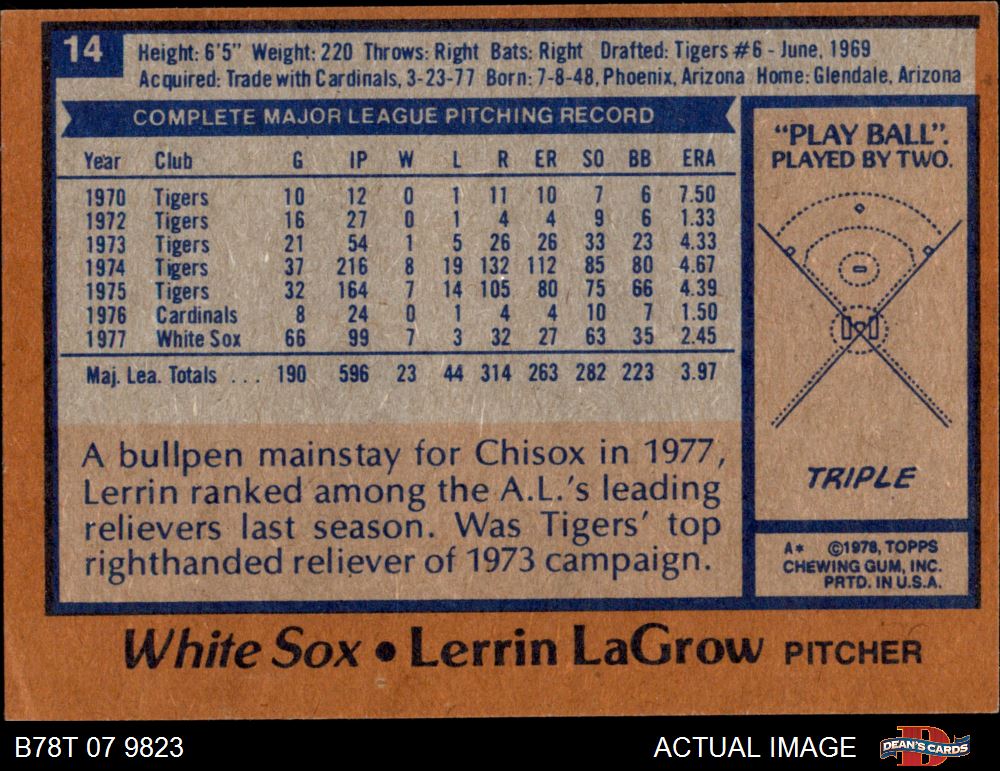 14
Height: 6'5" Weight: 220 Throws: Right Bats: Right Drafted: Tigers #6 - June, 1969
Acquired: Trade with Cardinals, 3-23-77 Born: 7-8-48, Phoenix, Arizona Home: Glendale, Arizona
COMPLETE MAJOR LEAGUE PITCHING RECORD
Year Club G IP W L R ER SO BB ERA
1970 Tigers 10 12 0 1 11 10 7 6 7.50
1972 Tigers 16 27 0 1 4 4 9 6 1.33
1973 Tigers 21 54 1 5 26 26 33 23 4.33
1974 Tigers 37 216 8 19 132 112 85 80 4.67
1975 Tigers 32 164 7 14 105 80 75 66 4.39
1976 Cardinals 8 24 0 1 4 4 10 7 1.50
1977 White Sox 66 99 7 3 32 27 63 35 2.45
Maj. Lea. Totals ... 190 596 23 44 314 263 282 223 3.97
A bullpen mainstay for Chisox in 1977,
Lerrin ranked among the A.L.'s leading
relievers last season. Was Tigers' top
righthanded reliever of 1973 campaign.
"PLAY BALL".
PLAYED BY TWO.
TRIPLE
A* ©1978, TOPPS
CHEWING GUM, INC.
PRTD. IN U.S.A.
White Sox • Lerrin LaGrow PITCHER
B78T 07 9823
ACTUAL IMAGE
DEAN'S CARDS